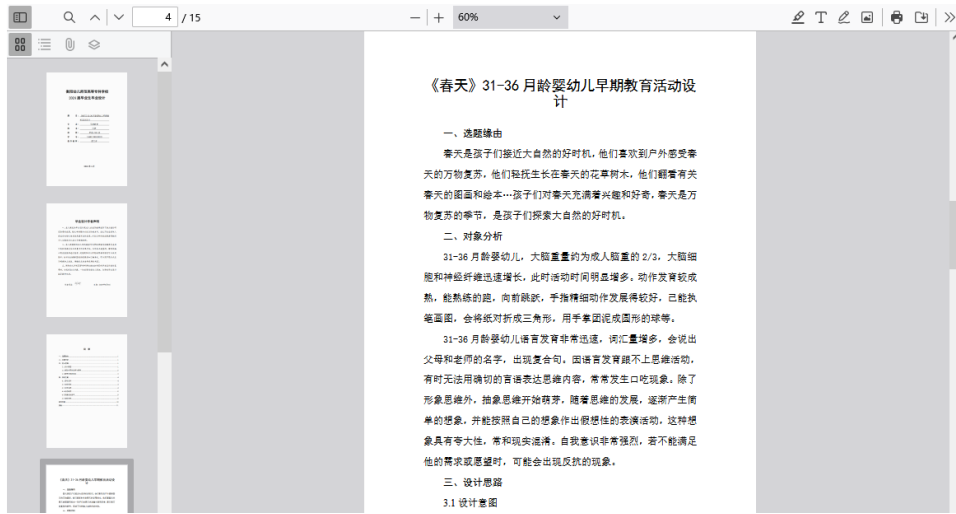 4 / 15
60%
《春天》31-36 月龄婴幼儿早期教育活动设
计
一、选题缘由
春天是孩子们接近大自然的好时机，他们喜欢到户外感受春
天的万物复苏，他们轻抚生长在春天的花草树木，他们翻看有关
春天的图画和绘本…孩子们对春天充满着兴趣和好奇，春天是万
物复苏的季节，是孩子们探索大自然的好时机。
二、对象分析
31-36 月龄婴幼儿，大脑重量约为成人脑重的 2/3，大脑细
胞和神经纤维迅速增长，此时活动时间明显增多。动作发育较成
熟，能熟练的跑，向前跳跃，手指精细动作发展得较好，已能执
笔画图，会将纸对折成三角形，用手掌团泥成圆形的球等。
31-36 月龄婴幼儿语言发育非常迅速，词汇量增多，会说出
父母和老师的名字，出现复合句，因语言发育跟不上思维活动，
有时无法用确切的言语表达思维内容，常常发生口吃现象。除了
形象思维外，抽象思维开始萌芽，随着思维的发展，逐渐产生简
单的想象，并能按照自己的想象作出假想性的表演活动，这种想
象具有夸大性，常和现实混淆。自我意识非常强烈，若不能满足
他的需求或愿望时，可能会出现反抗的现象。
三、设计思路
3.1 设计意图